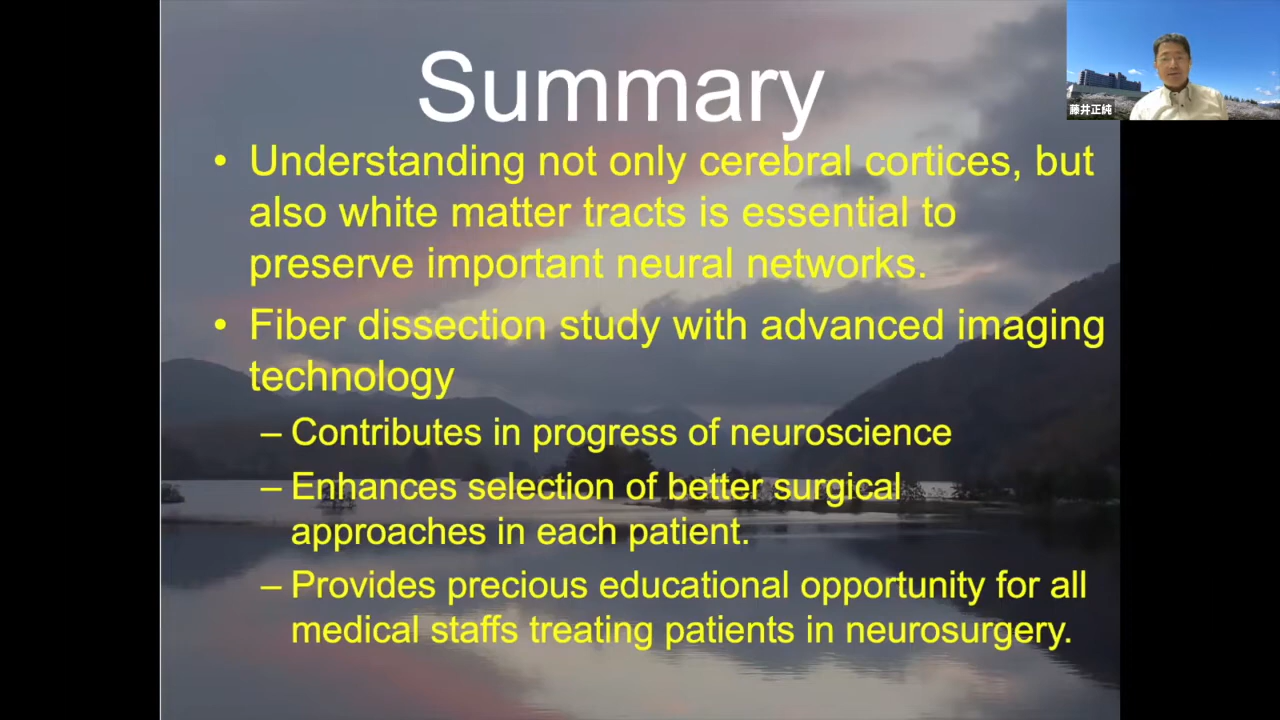 Summary
• Understanding not only cerebral cortices, but
also white matter tracts is essential to
preserve important neural networks.
• Fiber dissection study with advanced imaging
technology
– Contributes in progress of neuroscience
– Enhances selection of better surgical
approaches in each patient.
– Provides precious educational opportunity for all
medical staffs treating patients in neurosurgery.
藤井正純